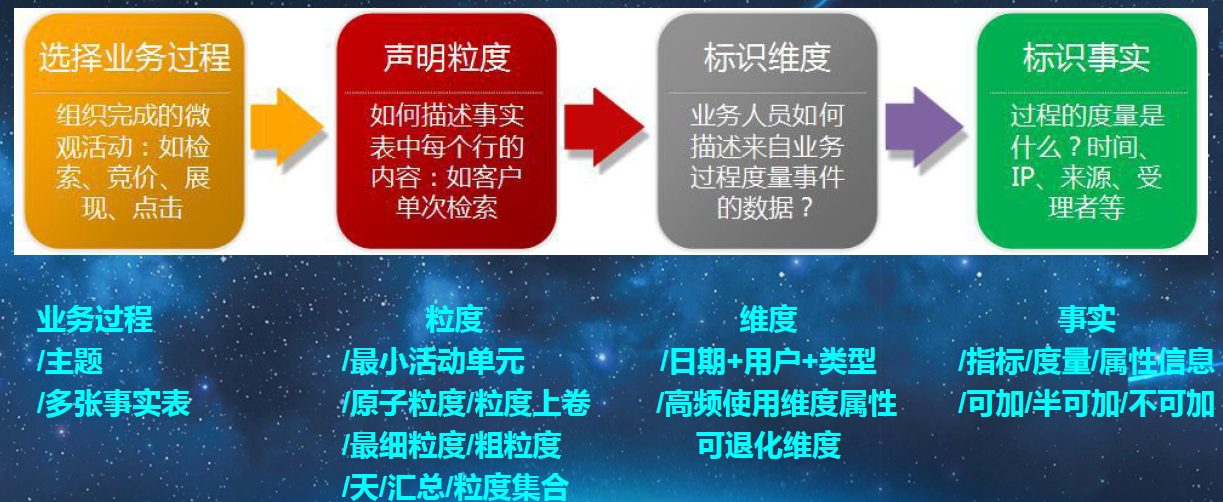 选择业务过程
组织完成的微
观活动：如检
索、竞价、展
现、点击
声明粒度
如何描述事实
表中每个行的
内容：如客户
单次检索
标识维度
业务人员如何
描述来自业务
过程度量事件
的数据？
标识事实
过程的度量是
什么？时间、
IP、来源、受
理者等
业务过程
/主题
/多张事实表
粒度
/最小活动单元
/原子粒度/粒度上卷
/最细粒度/粗粒度
/天/汇总/粒度集合
维度
/日期+用户+类型
/高频使用维度属性
可退化维度
事实
/指标/度量/属性信息
/可加/半可加/不可加